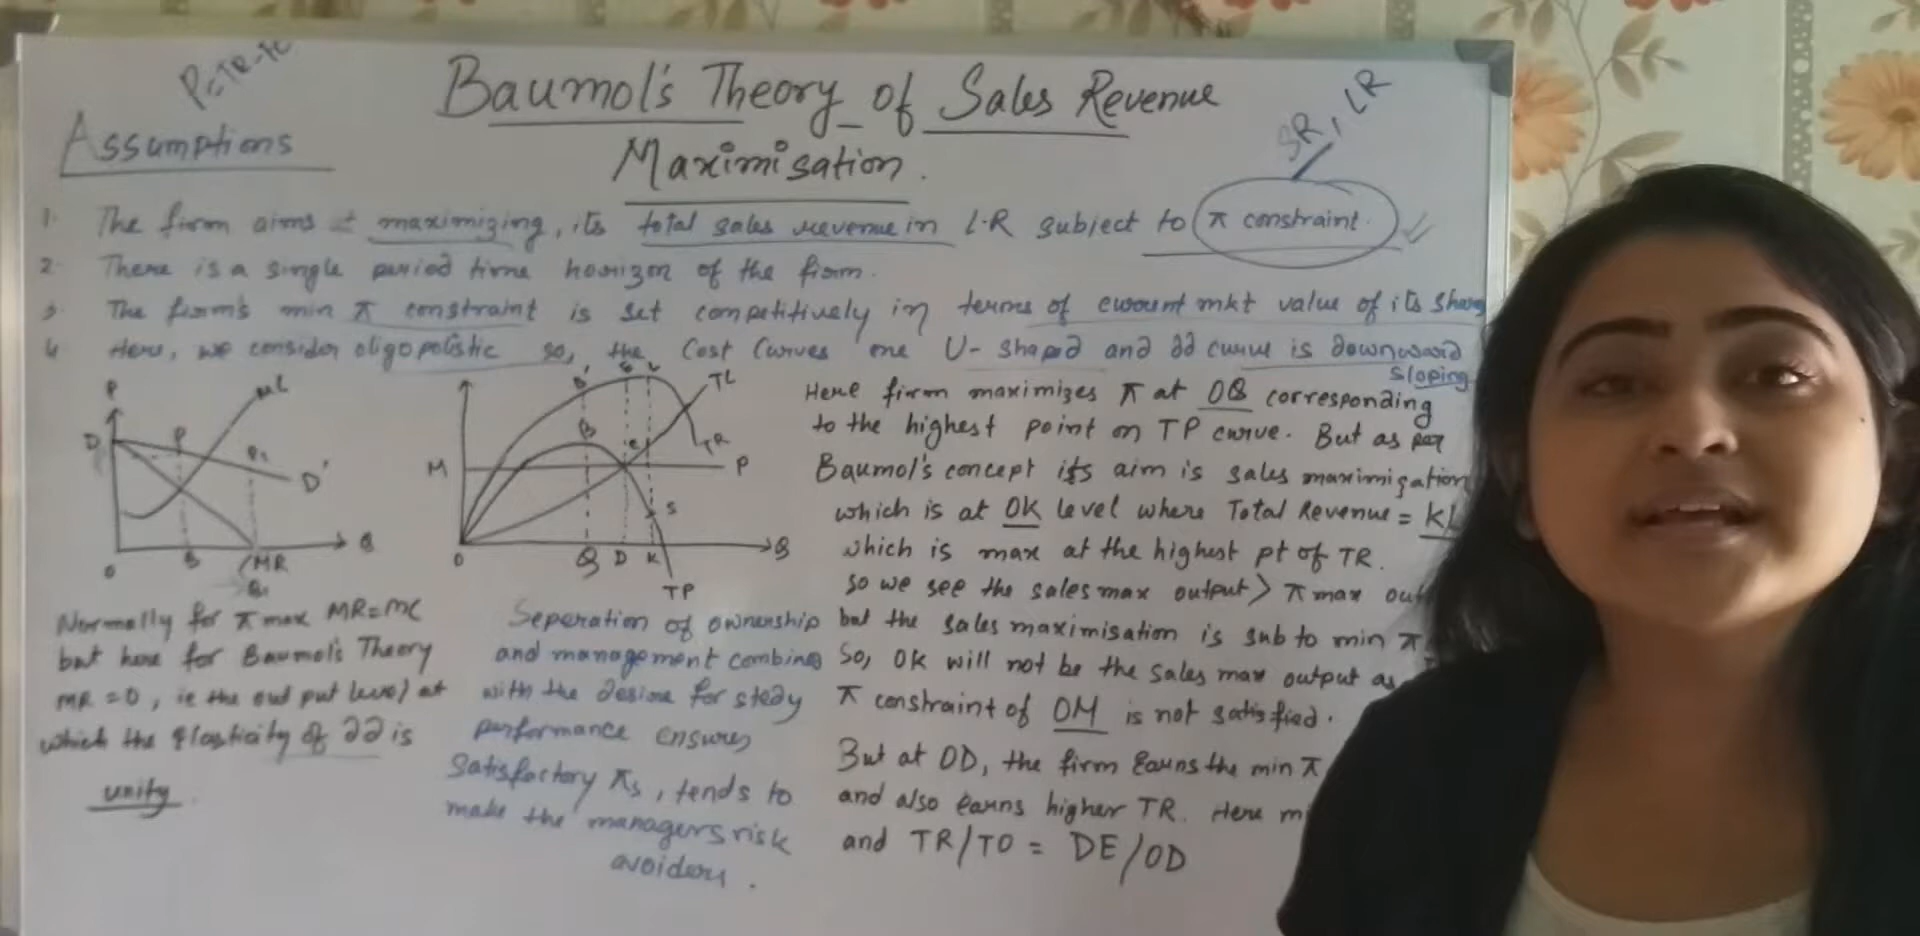 P=TR-TC
Baumol's Theory of Sales Revenue
Maximisation.
SR, LR
Assumptions
1. The firm aims maximizing, its total sales revenue in L.R subject to π constraint.
2. There is a single period time horizon of the firm.
3. The firm's min π constraint is set competitively in terms of current mkt value of its
4. Here, we consider oligopolistic so, the Cost Curves are U-shaped and dd curve is downward
sloping
P
MC
D
P
P1
D'
O
B
MR
B1
TC
TR
M
B
P
S
O
Q
D
K
TP
Normally for π max MR=MC
but here for Baumol's Theory
MR=0, ie the out put level at
which the elasticity of dd is
unity.
Seperation of ownership
and management combines
with the desire for stedy
performance ensures
Satisfactory πs, tends to
make the managers risk
avoiders.
Here firm maximizes π at OQ corresponding
to the highest point on TP curve. But as per
Baumol's concept its aim is sales maximisation
which is at OK level where Total Revenue = KL
which is max at the highest pt of TR.
so we see the sales max output > π max
but the sales maximisation is sub to min π
So, OK will not be the sales max output as
π constraint of OM is not satisfied.
But at OD, the firm earns the min π
and also earns higher TR. Here
and TR/TO = DE/OD